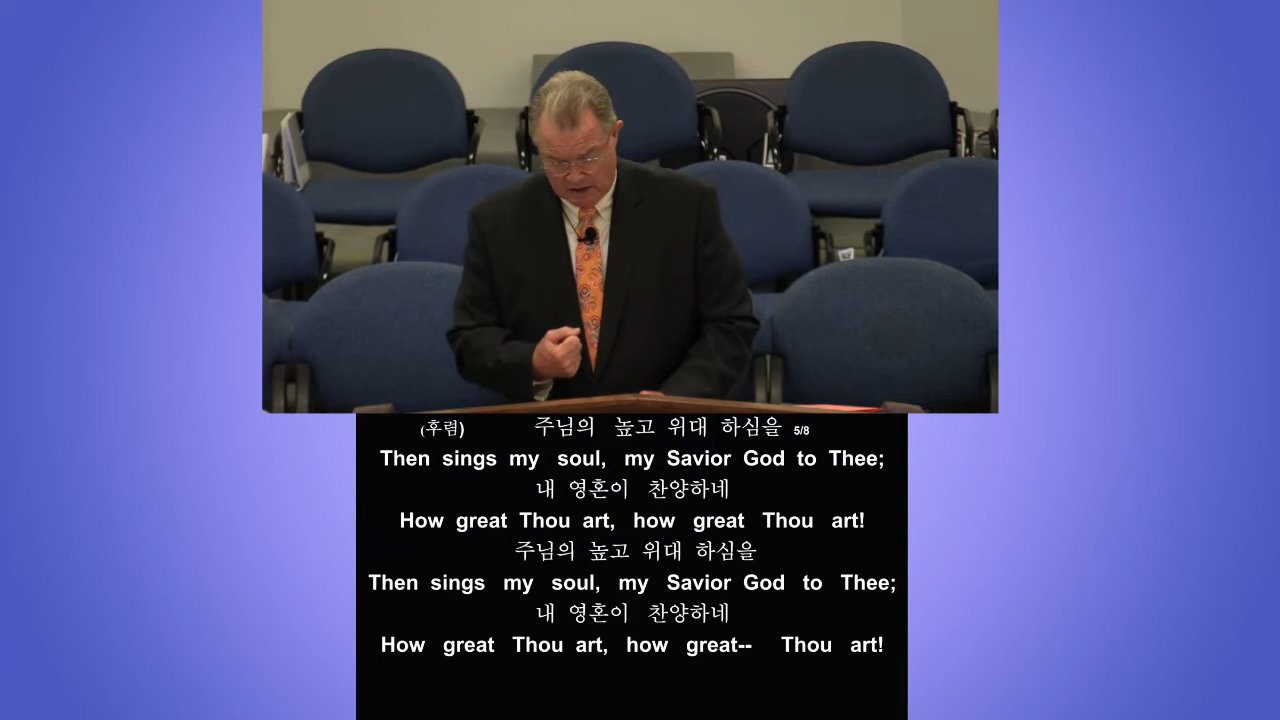 (후렴) 주님의 높고 위대 하심을 5/8
Then sings my soul, my Savior God to Thee;
내 영혼이 찬양하네
How great Thou art, how great Thou art!
주님의 높고 위대 하심을
Then sings my soul, my Savior God to Thee;
내 영혼이 찬양하네
How great Thou art, how great-- Thou art!